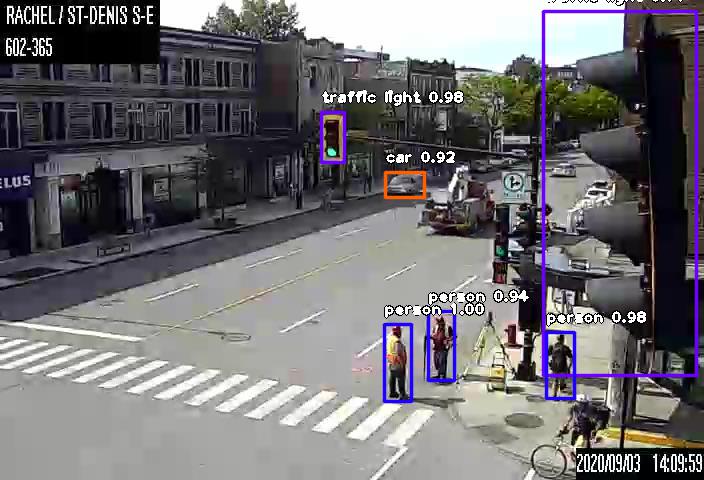 RACHEL / ST-DENIS S-E
602-365
traffic light 0.98
car 0.92
ELUS
person 0.94
person 1.00
person 0.98
2020/09/03 14:09:59